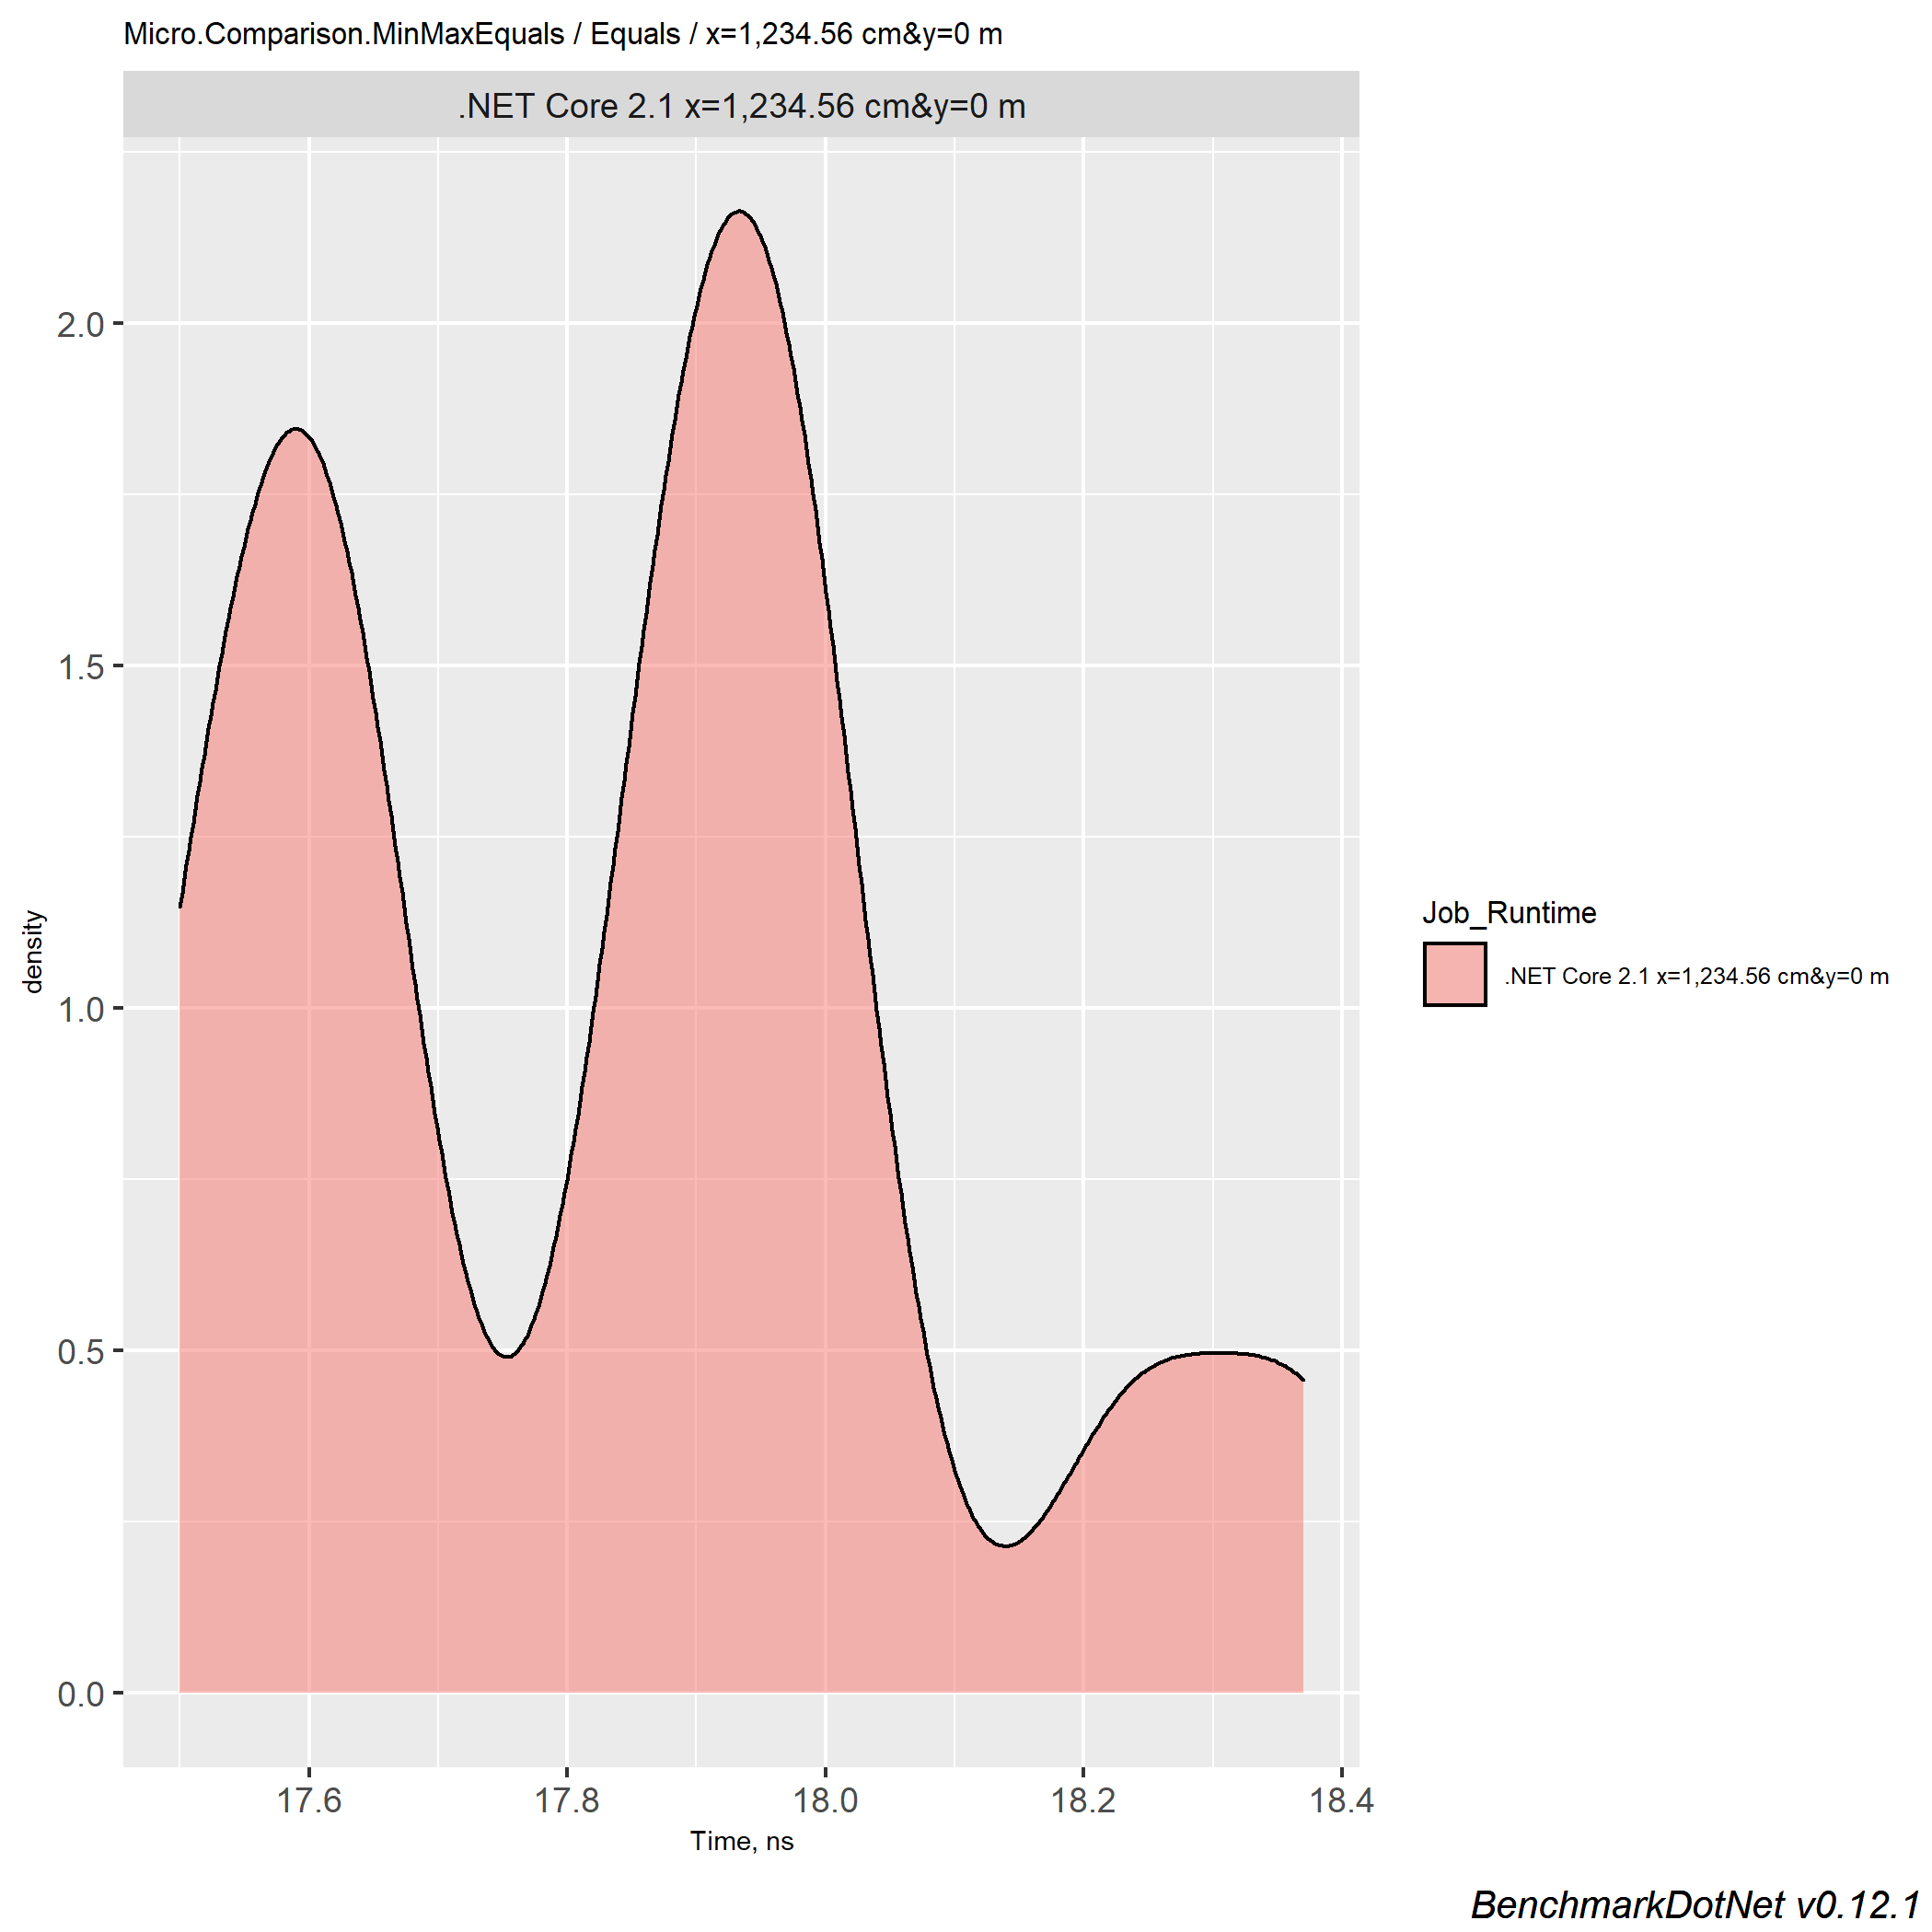 Micro.Comparison.MinMaxEquals / Equals / x=1,234.56 cm&y=0 m
.NET Core 2.1 x=1,234.56 cm&y=0 m
2.0
1.5
1.0
0.5
0.0
density
17.6 17.8 18.0 18.2 18.4
Time, ns
Job_Runtime
.NET Core 2.1 x=1,234.56 cm&y=0 m
BenchmarkDotNet v0.12.1